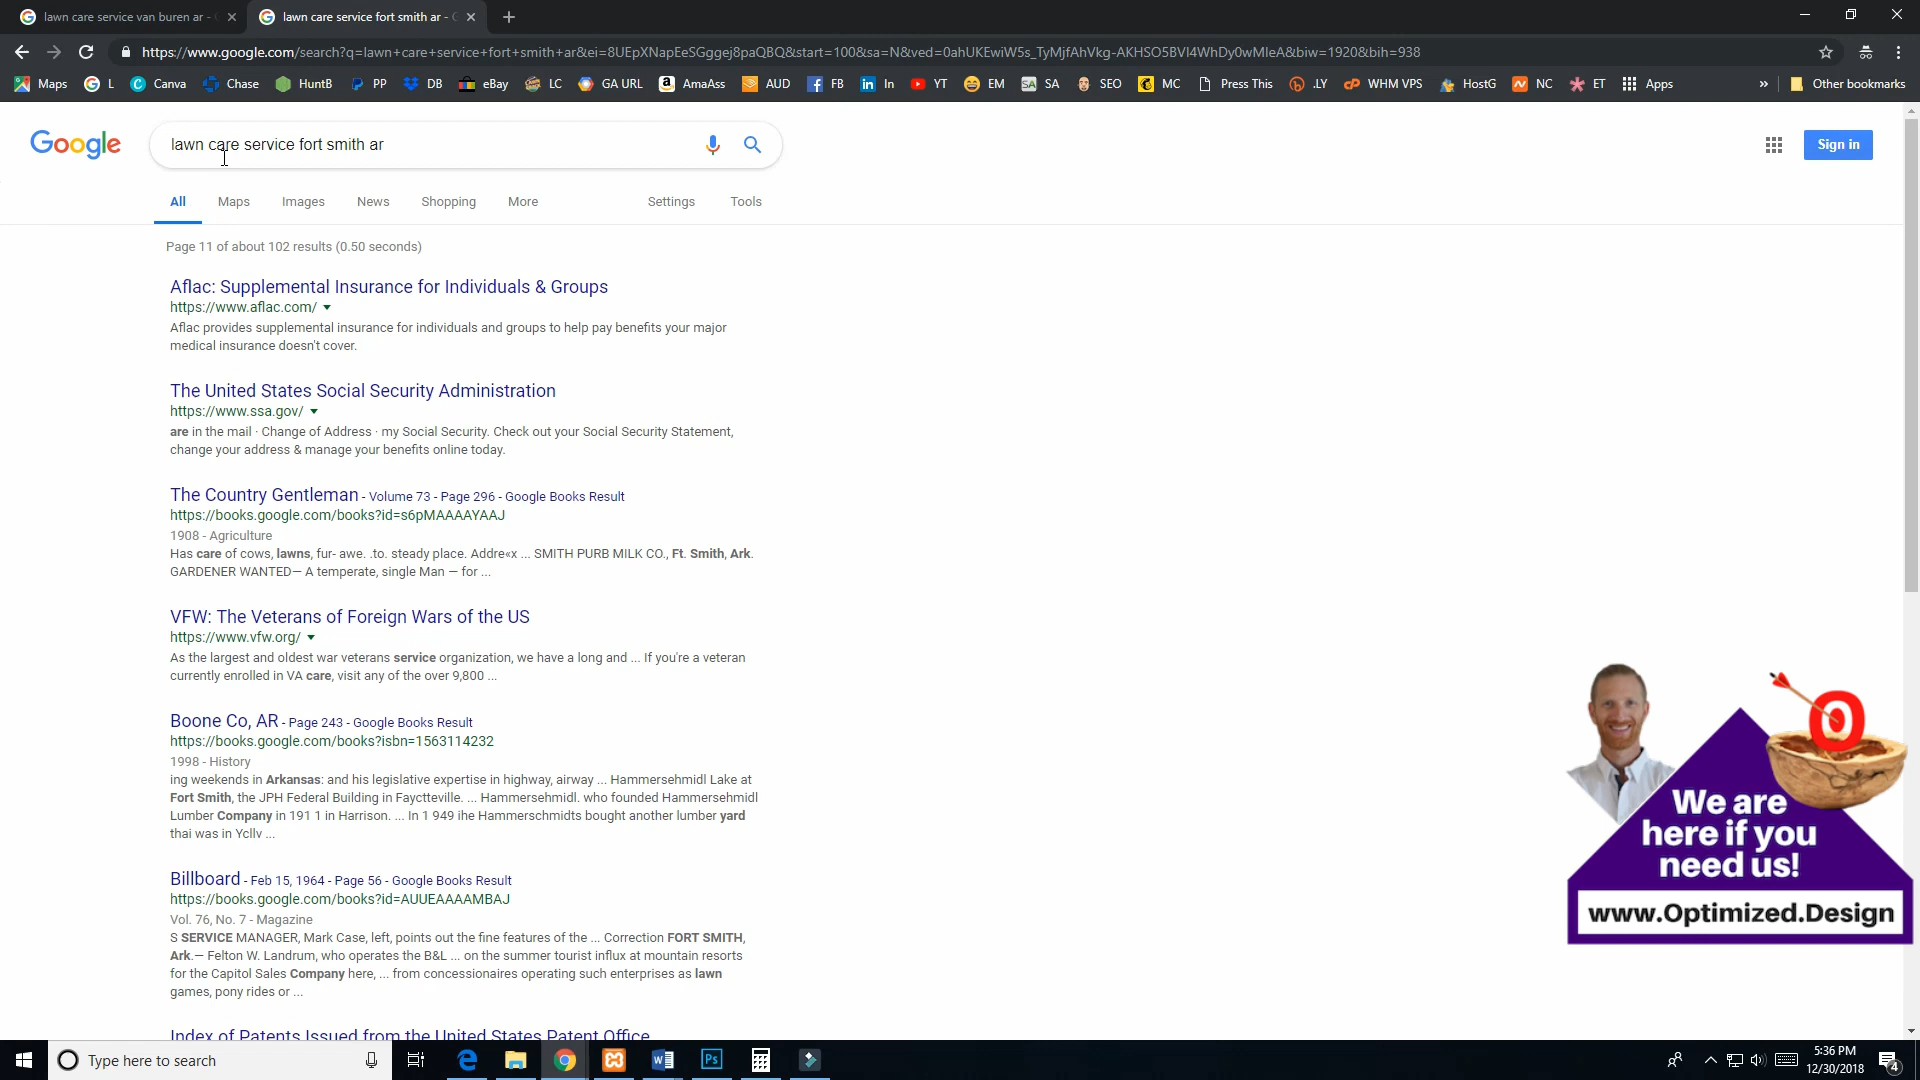 lawn care service van buren ar -
lawn care service fort smith ar -
https://www.google.com/search?q=lawn+care+service+fort+smith+ar&ei=8UEpXNapEeSGggej8paQBQ&start=100&sa=N&ved=0ahUKEwiW5s_TyMjfAhVkg-AKHSO5BVI4WhDy0wMIeA&biw=1920&bih=938
Maps L Canva Chase HuntB PP DB eBay LC GA URL AmaAss AUD FB In YT EM SA SEO MC Press This .LY WHM VPS HostG NC ET Apps » Other bookmarks
Google lawn care service fort smith ar Sign in
All Maps Images News Shopping More Settings Tools
Page 11 of about 102 results (0.50 seconds)
Aflac: Supplemental Insurance for Individuals & Groups
https://www.aflac.com/
Aflac provides supplemental insurance for individuals and groups to help pay benefits your major
medical insurance doesn't cover.
The United States Social Security Administration
https://www.ssa.gov/
are in the mail · Change of Address · my Social Security. Check out your Social Security Statement,
change your address & manage your benefits online today.
The Country Gentleman - Volume 73 - Page 296 - Google Books Result
https://books.google.com/books?id=s6pMAAAAYAAJ
1908 - Agriculture
Has care of cows, lawns, fur- awe. .to. steady place. Addre«x ... SMITH PURB MILK CO., Ft. Smith, Ark.
GARDENER WANTED— A temperate, single Man — for ...
VFW: The Veterans of Foreign Wars of the US
https://www.vfw.org/
As the largest and oldest war veterans service organization, we have a long and ... If you're a veteran
currently enrolled in VA care, visit any of the over 9,800 ...
Boone Co, AR - Page 243 - Google Books Result
https://books.google.com/books?isbn=1563114232
1998 - History
ing weekends in Arkansas: and his legislative expertise in highway, airway ... Hammersehmidl Lake at
Fort Smith, the JPH Federal Building in Fayctteville. ... Hammersehmidl. who founded Hammersehmidl
Lumber Company in 191 1 in Harrison. ... In 1 949 ihe Hammerschmidts bought another lumber yard
thai was in Ycllv ...
Billboard - Feb 15, 1964 - Page 56 - Google Books Result
https://books.google.com/books?id=AUUEAAAAMBAJ
Vol. 76, No. 7 - Magazine
S SERVICE MANAGER, Mark Case, left, points out the fine features of the ... Correction FORT SMITH,
Ark.— Felton W. Landrum, who operates the B&L ... on the summer tourist influx at mountain resorts
for the Capitol Sales Company here, ... from concessionaires operating such enterprises as lawn
games, pony rides or ...
Index of Patents Issued from the United States Patent Office
We are
here if you
need us!
www.Optimized.Design
Type here to search
5:36 PM
12/30/2018
4